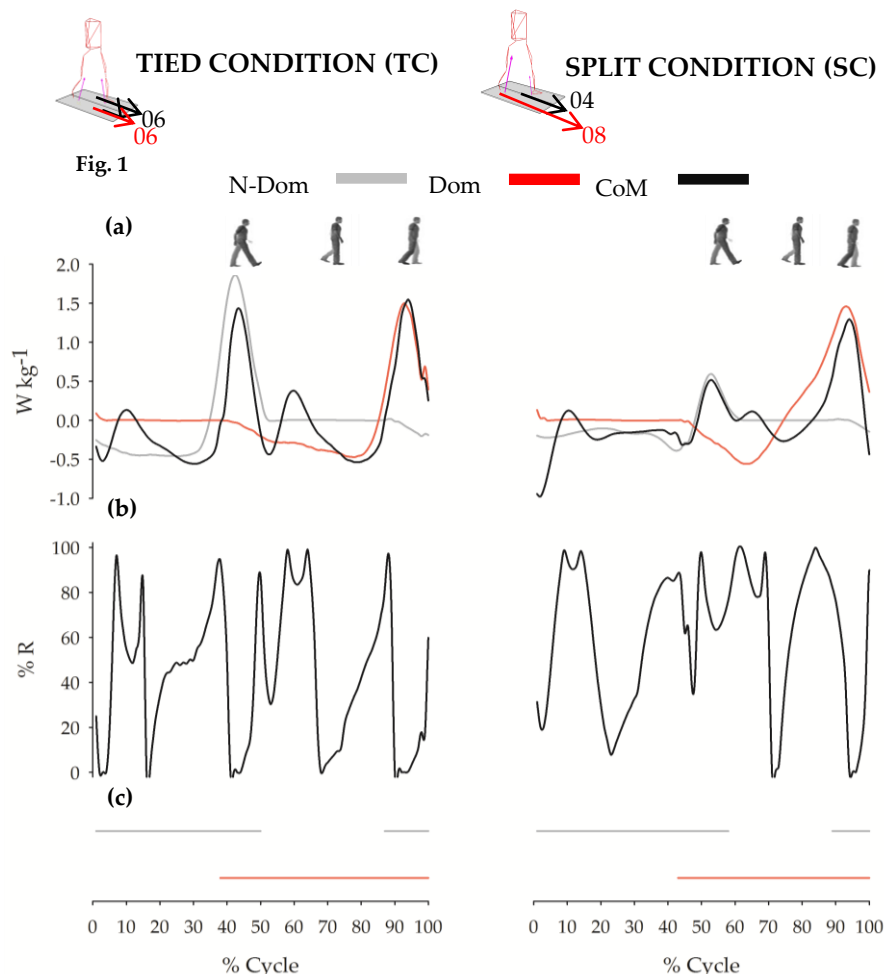 TIED CONDITION (TC)
SPLIT CONDITION (SC)
06
06
04
08
Fig. 1
N-Dom Dom CoM
(a)
2.0
1.5
1.0
0.5
0.0
-0.5
-1.0
W kg-1
(b)
100
80
60
40
20
0
% R
(c)
0 10 20 30 40 50 60 70 80 90 100
0 10 20 30 40 50 60 70 80 90 100
% Cycle
% Cycle